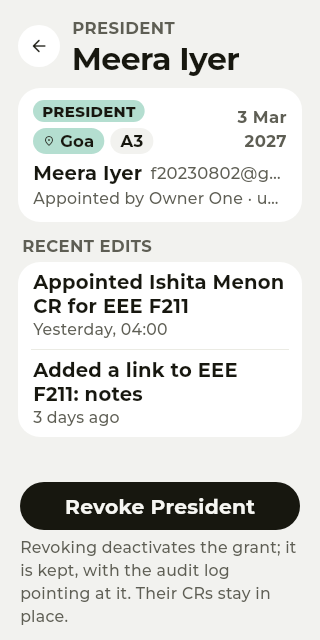 PRESIDENT
Meera Iyer
PRESIDENT
3 Mar
2027
Goa A3
Meera Iyer f20230802@g...
Appointed by Owner One · u...
RECENT EDITS
Appointed Ishita Menon
CR for EEE F211
Yesterday, 04:00
Added a link to EEE
F211: notes
3 days ago
Revoke President
Revoking deactivates the grant; it
is kept, with the audit log
pointing at it. Their CRs stay in
place.